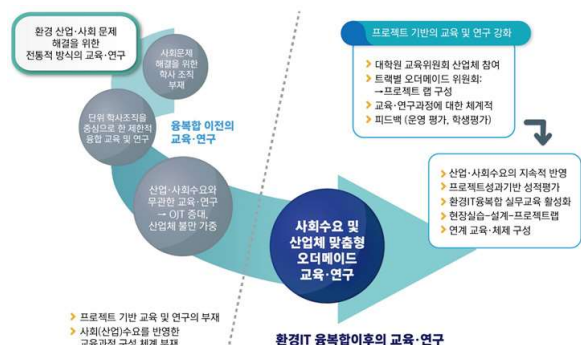 환경 산업·사회 문제
해결을 위한
전통적 방식의 교육·연구
사회문제
해결을 위한
학사 조직
부재
단위 학사조직을
중심으로 한 제한적
융합 교육 및 연구
융복합 이전의
교육·연구
산업·사회수요와
무관한 교육·연구
→ OJT 증대,
산업체 불만 가중
프로젝트 기반 교육 및 연구의 부재
사회(산업)수요를 반영한
교육과정 구성 체계 부재
프로젝트 기반의 교육 및 연구 강화
대학원 교육위원회 산업체 참여
트랙별 오더메이드 위원회:
→프로젝트 랩 구성
교육·연구과정에 대한 체계적
피드백 (운영 평가, 학생평가)
산업·사회수요의 지속적 반영
프로젝트성과기반 성적평가
환경IT융복합 실무교육 활성화
현장실습–설계–프로젝트랩
연계 교육·체제 구성
사회수요 및
산업체 맞춤형
오더메이드
교육·연구
환경IT 융복합이후의 교육·연구